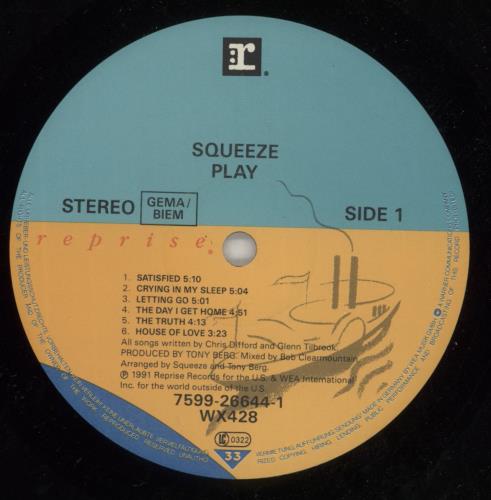 r
SQUEEZE
PLAY
STEREO
GEMA/
BIEM
SIDE 1
reprise
1. SATISFIED 5:10
2. CRYING IN MY SLEEP 5:04
3. LETTING GO 5:01
4. THE DAY I GET HOME 4:51
5. THE TRUTH 4:13
6. HOUSE OF LOVE 3:23
All songs written by Chris Difford and Glenn Tilbrook
PRODUCED BY TONY BERG. Mixed by Bob Clearmountain.
Arranged by Squeeze and Tony Berg.
℗ 1991 Reprise Records for the U.S. & WEA International
Inc. for the world outside of the U.S.
7599-26644-1
WX428
LC 0322
33